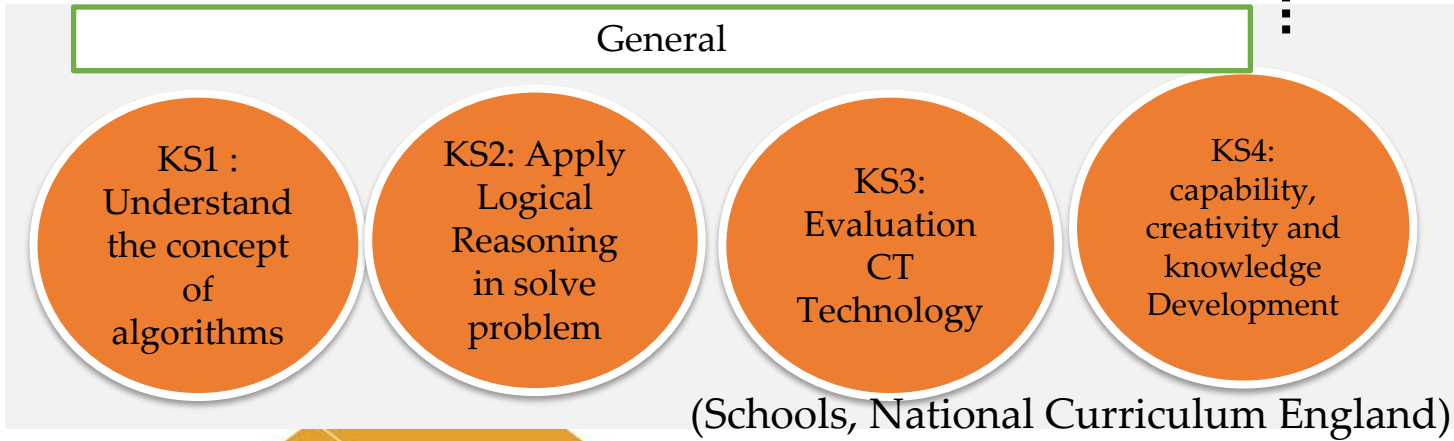 General
KS1 :
Understand
the concept
of
algorithms
KS2: Apply
Logical
Reasoning
in solve
problem
KS3:
Evaluation
CT
Technology
KS4:
capability,
creativity and
knowledge
Development
(Schools, National Curriculum England)